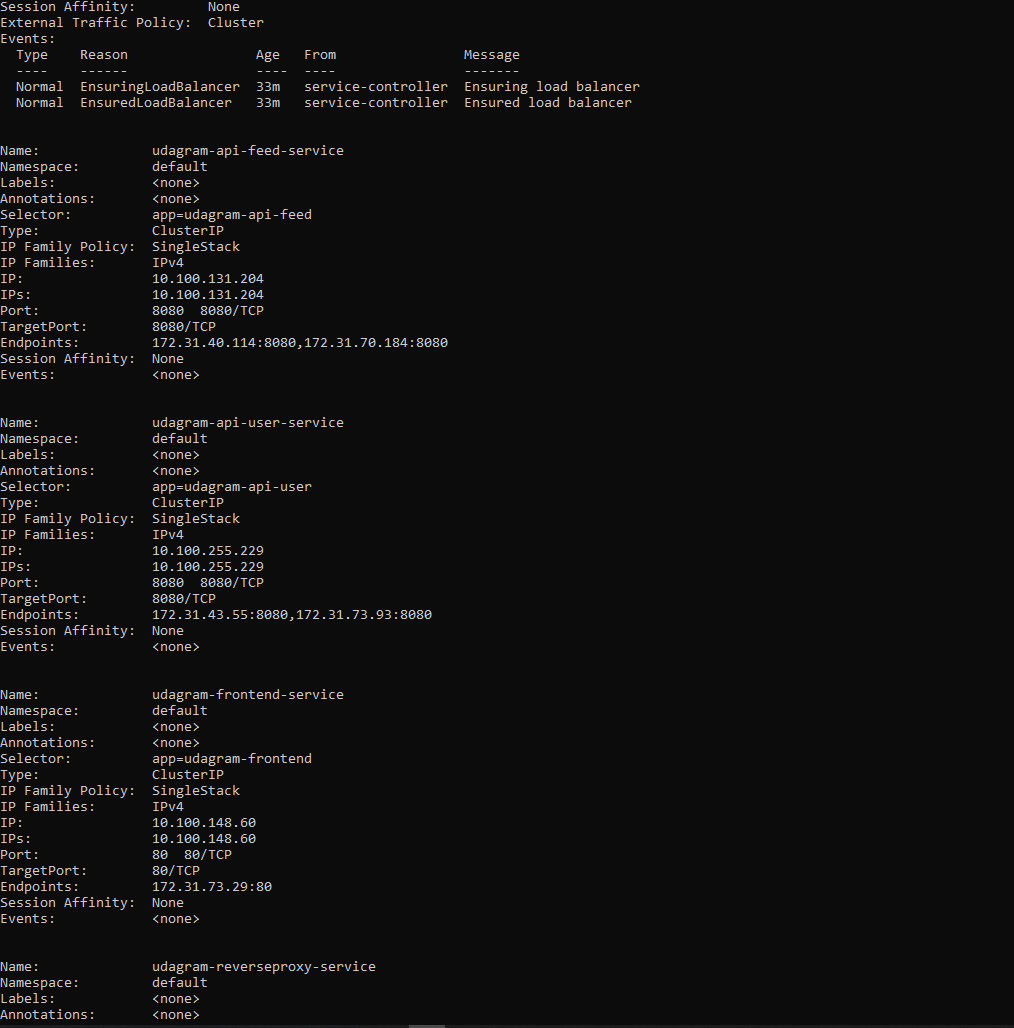 Session Affinity:         None
External Traffic Policy:  Cluster
Events:
  Type    Reason                Age   From                Message
  ----    ------                ----  ----                -------
  Normal  EnsuringLoadBalancer  33m   service-controller  Ensuring load balancer
  Normal  EnsuredLoadBalancer   33m   service-controller  Ensured load balancer


Name:              udagram-api-feed-service
Namespace:         default
Labels:            <none>
Annotations:       <none>
Selector:          app=udagram-api-feed
Type:              ClusterIP
IP Family Policy:  SingleStack
IP Families:       IPv4
IP:                10.100.131.204
IPs:               10.100.131.204
Port:              8080  8080/TCP
TargetPort:        8080/TCP
Endpoints:         172.31.40.114:8080,172.31.70.184:8080
Session Affinity:  None
Events:            <none>


Name:              udagram-api-user-service
Namespace:         default
Labels:            <none>
Annotations:       <none>
Selector:          app=udagram-api-user
Type:              ClusterIP
IP Family Policy:  SingleStack
IP Families:       IPv4
IP:                10.100.255.229
IPs:               10.100.255.229
Port:              8080  8080/TCP
TargetPort:        8080/TCP
Endpoints:         172.31.43.55:8080,172.31.73.93:8080
Session Affinity:  None
Events:            <none>


Name:              udagram-frontend-service
Namespace:         default
Labels:            <none>
Annotations:       <none>
Selector:          app=udagram-frontend
Type:              ClusterIP
IP Family Policy:  SingleStack
IP Families:       IPv4
IP:                10.100.148.60
IPs:               10.100.148.60
Port:              80  80/TCP
TargetPort:        80/TCP
Endpoints:         172.31.73.29:80
Session Affinity:  None
Events:            <none>


Name:              udagram-reverseproxy-service
Namespace:         default
Labels:            <none>
Annotations:       <none>